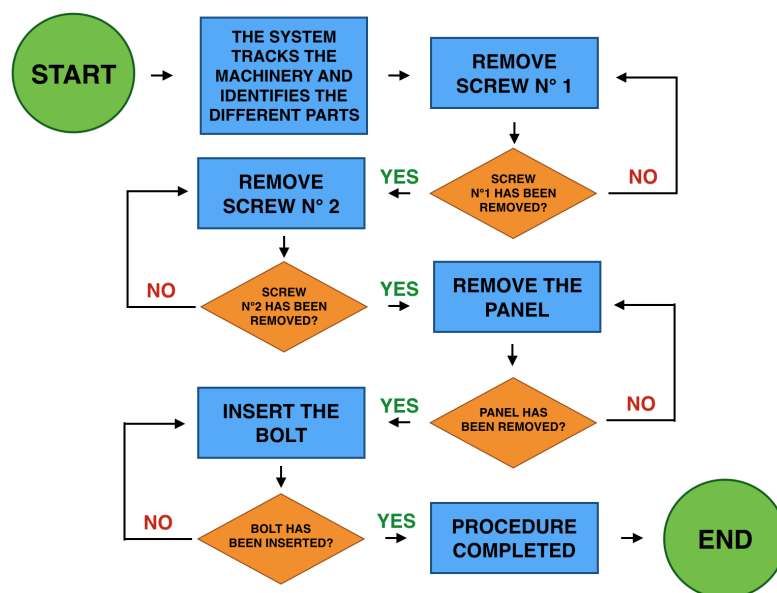 START
THE SYSTEM
TRACKS THE
MACHINERY AND
IDENTIFIES THE
DIFFERENT PARTS
REMOVE
SCREW N° 1
SCREW
N°1 HAS BEEN
REMOVED?
NO
YES
REMOVE
SCREW N° 2
SCREW
N°2 HAS BEEN
REMOVED?
NO
YES
REMOVE THE
PANEL
PANEL HAS
BEEN REMOVED?
NO
YES
INSERT THE
BOLT
BOLT HAS
BEEN INSERTED?
NO
YES
PROCEDURE
COMPLETED
END